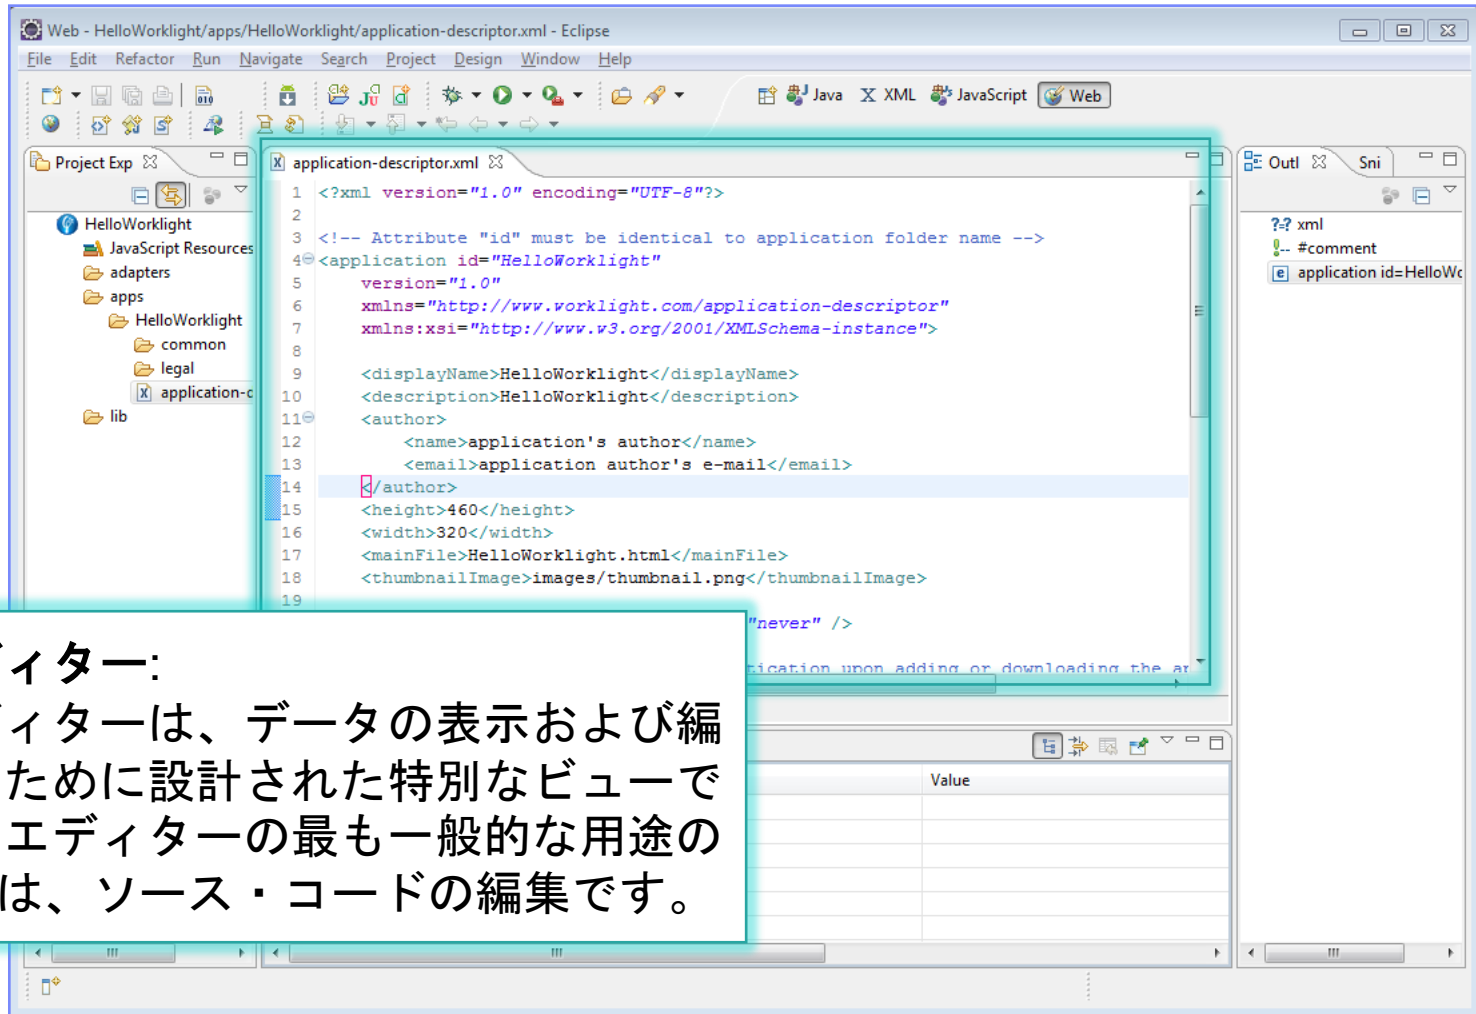 Web - HelloWorklight/apps/HelloWorklight/application-descriptor.xml - Eclipse
File Edit Refactor Run Navigate Search Project Design Window Help
Java XML JavaScript Web
Project Exp
application-descriptor.xml
Outl Sni
HelloWorklight
JavaScript Resources
adapters
apps
HelloWorklight
common
legal
application-d
lib
1 <?xml version="1.0" encoding="UTF-8"?>
2
3 <!-- Attribute "id" must be identical to application folder name -->
4 <application id="HelloWorklight"
5 version="1.0"
6 xmlns="http://www.worklight.com/application-descriptor"
7 xmlns:xsi="http://www.w3.org/2001/XMLSchema-instance">
8
9 <displayName>HelloWorklight</displayName>
10 <description>HelloWorklight</description>
11 <author>
12 <name>application's author</name>
13 <email>application author's e-mail</email>
14 </author>
15 <height>460</height>
16 <width>320</width>
17 <mainFile>HelloWorklight.html</mainFile>
18 <thumbnailImage>images/thumbnail.png</thumbnailImage>
19
"never" />
tication upon adding or downloading the ap
?=? xml
!-- #comment
e application id=HelloWo
ィター:
ィターは、データの表示および編
ために設計された特別なビューで
エディターの最も一般的な用途の
は、ソース・コードの編集です。
Value